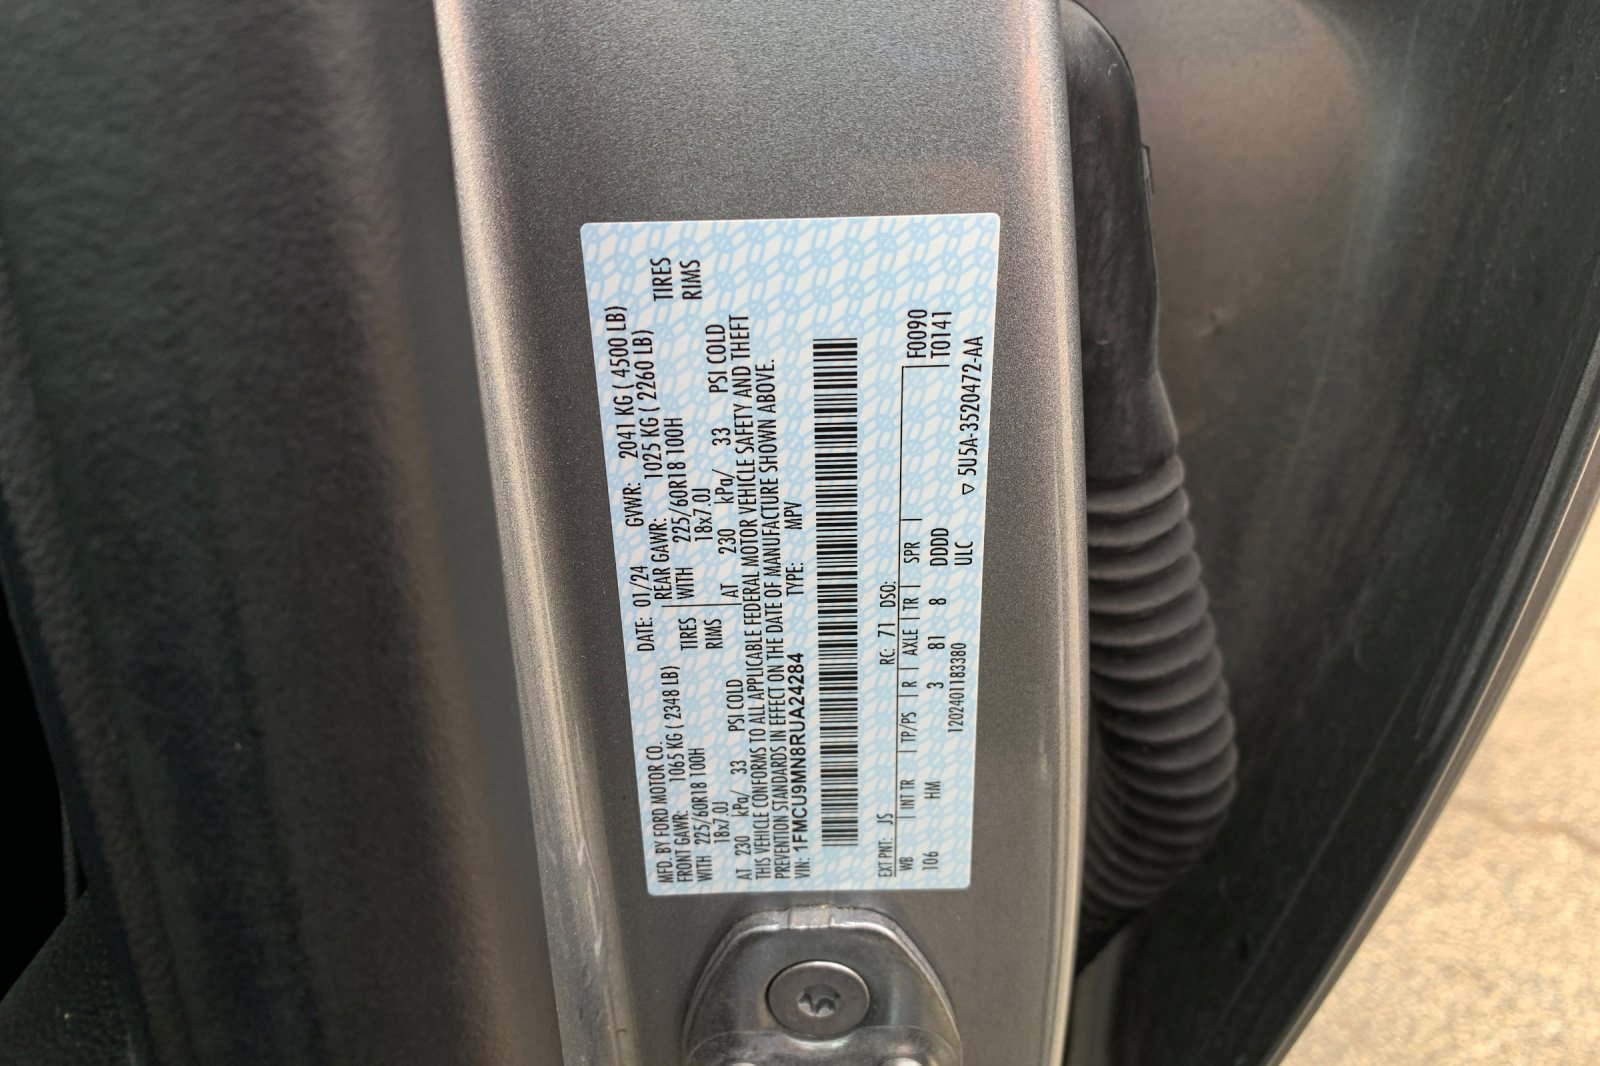 MFD. BY FORD MOTOR CO.
DATE: 01/24 GVWR: 2041 KG ( 4500 LB)
FRONT GAWR: 1065 KG ( 2348 LB) REAR GAWR: 1025 KG ( 2260 LB)
WITH 225/60R18 100H TIRES WITH 225/60R18 100H TIRES
18x7.0J RIMS 18x7.0J RIMS
AT 230 kPa/ 33 PSI COLD AT 230 kPa/ 33 PSI COLD
THIS VEHICLE CONFORMS TO ALL APPLICABLE FEDERAL MOTOR VEHICLE SAFETY AND THEFT
PREVENTION STANDARDS IN EFFECT ON THE DATE OF MANUFACTURE SHOWN ABOVE.
VIN: 1FMCU9MN8RUA24284 TYPE: MPV
EXT PNT: JS RC: 71 DSO:
WB INT TR TP/PS R AXLE TR SPR F0090
106 HM 3 81 8 DDDD T0141
1202401183380 ULC ▽ 5U5A-3520472-AA